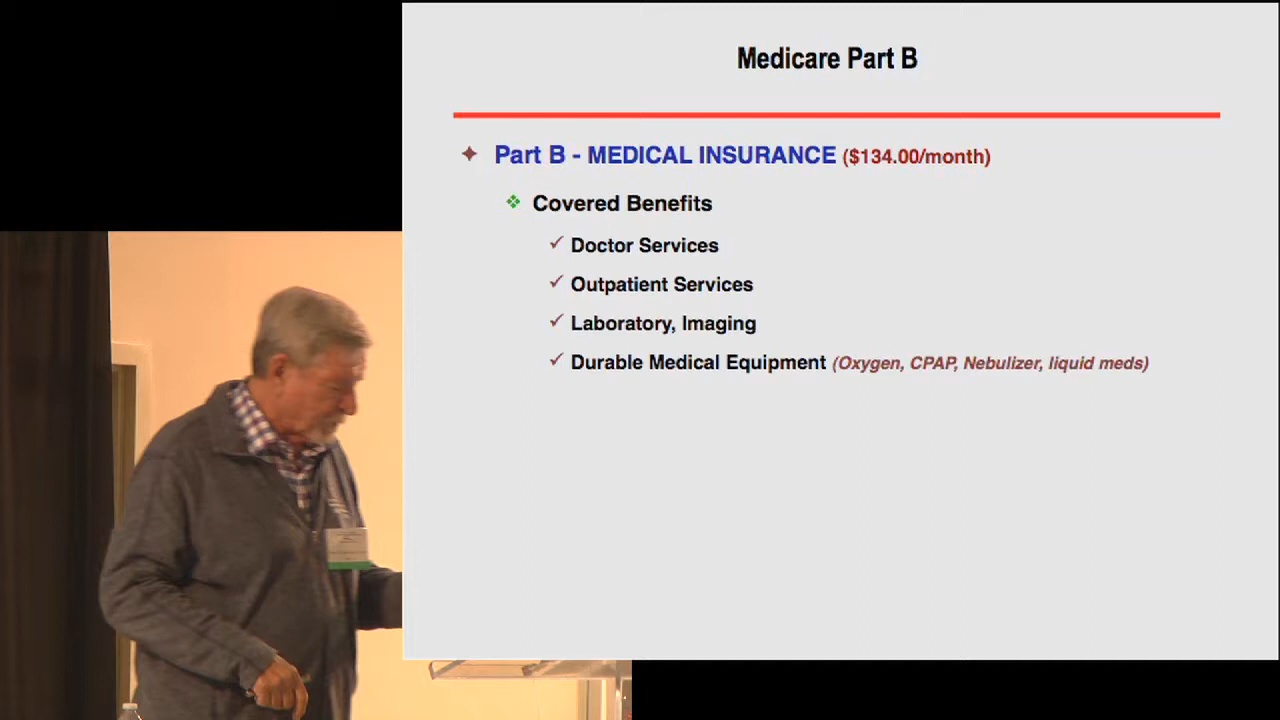 Medicare Part B
Part B - MEDICAL INSURANCE ($134.00/month)
Covered Benefits
Doctor Services
Outpatient Services
Laboratory, Imaging
Durable Medical Equipment (Oxygen, CPAP, Nebulizer, liquid meds)